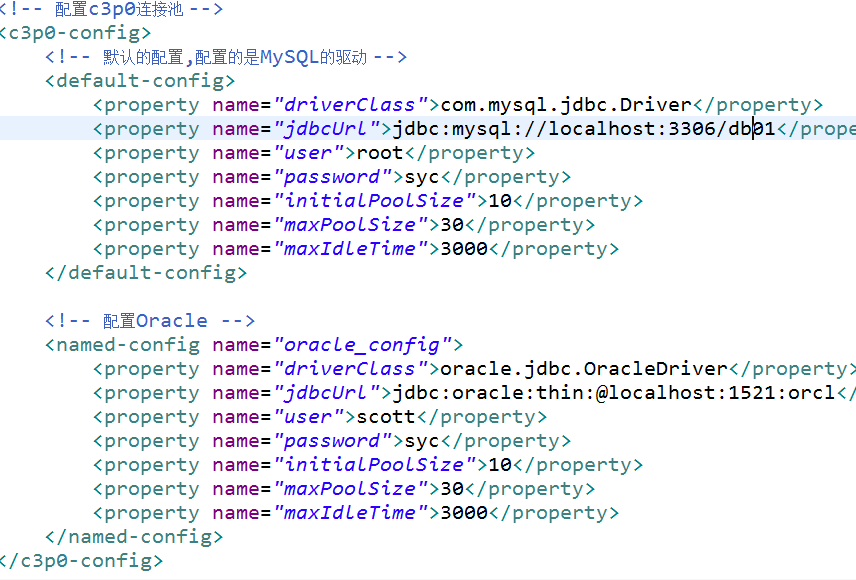 <!-- 配置c3p0连接池 -->
<c3p0-config>
<!-- 默认的配置,配置的是MySQL的驱动 -->
<default-config>
<property name="driverClass">com.mysql.jdbc.Driver</property>
<property name="jdbcUrl">jdbc:mysql://localhost:3306/db01</prope
<property name="user">root</property>
<property name="password">syc</property>
<property name="initialPoolSize">10</property>
<property name="maxPoolSize">30</property>
<property name="maxIdleTime">3000</property>
</default-config>
<!-- 配置Oracle -->
<named-config name="oracle_config">
<property name="driverClass">oracle.jdbc.OracleDriver</property>
<property name="jdbcUrl">jdbc:oracle:thin:@localhost:1521:orcl</
<property name="user">scott</property>
<property name="password">syc</property>
<property name="initialPoolSize">10</property>
<property name="maxPoolSize">30</property>
<property name="maxIdleTime">3000</property>
</named-config>
</c3p0-config>